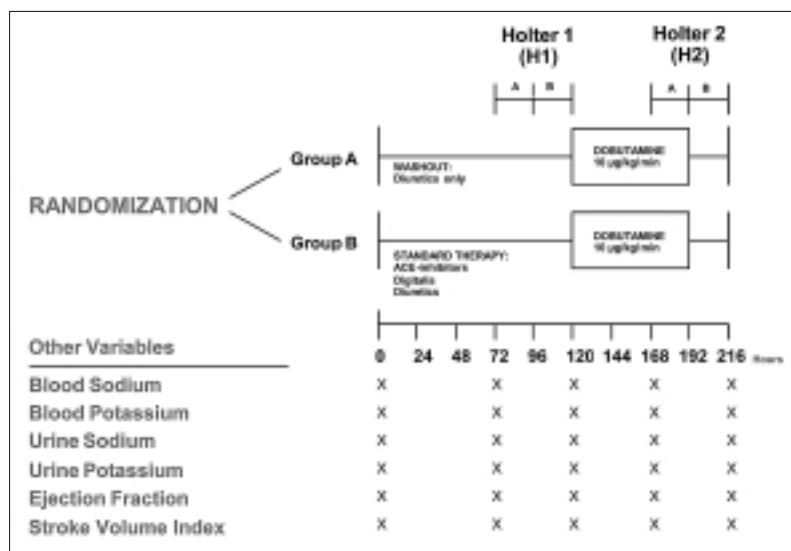 Holter 1 Holter 2
(H1) (H2)
A B A B
Group A
WASHOUT:
Diuretics only
DOBUTAMINE
10 µg/kg/min
RANDOMIZATION
Group B
STANDARD THERAPY:
ACE-inhibitors
Digitalis
Diuretics
DOBUTAMINE
10 µg/kg/min
Other Variables
0 24 48 72 96 120 144 168 192 216 Hours
Blood Sodium X X X X X
Blood Potassium X X X X X
Urine Sodium X X X X X
Urine Potassium X X X X X
Ejection Fraction X X X X X
Stroke Volume Index X X X X X